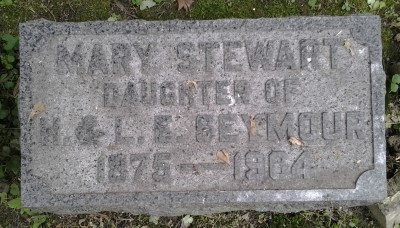 MARY STEWART
DAUGHTER OF
H. & L. E. SEYMOUR
1875—1904